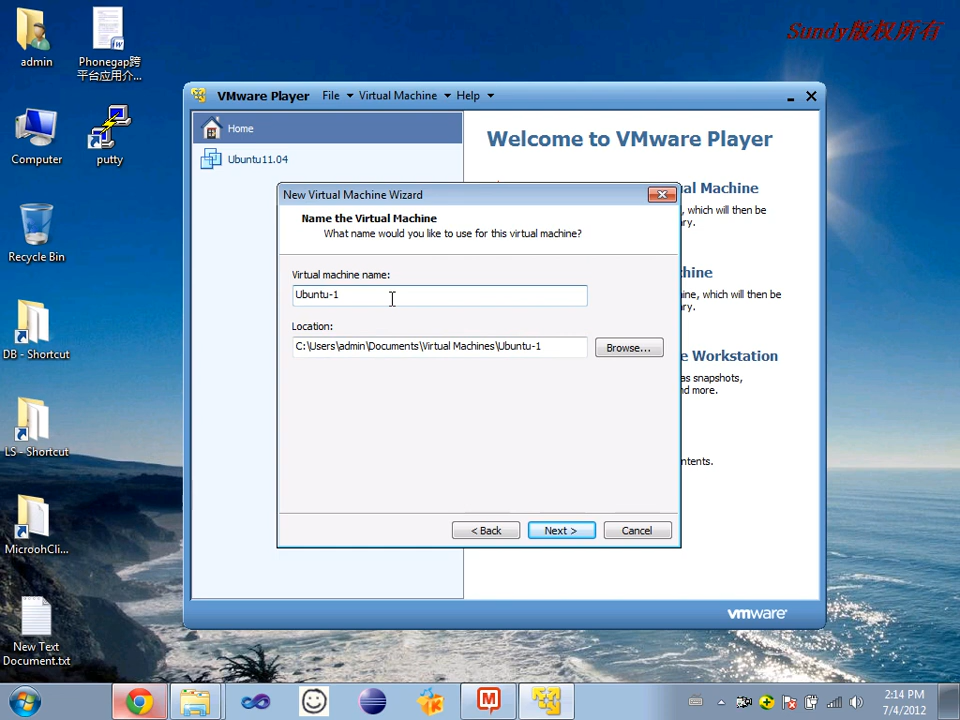 Sundy版权所有
admin
Phonegap跨
平台应用介...
Computer
putty
Recycle Bin
DB - Shortcut
LS - Shortcut
MicroohCli...
New Text
Document.txt
VMware Player File Virtual Machine Help
Home
Ubuntu11.04
Welcome to VMware Player
al Machine
, which will then be
ry.
hine
ine, which will then be
ry.
e Workstation
as snapshots,
nd more.
ntents.
New Virtual Machine Wizard
Name the Virtual Machine
What name would you like to use for this virtual machine?
Virtual machine name:
Ubuntu-1
Location:
C:\Users\admin\Documents\Virtual Machines\Ubuntu-1
Browse...
< Back
Next >
Cancel
vmware
2:14 PM
7/4/2012